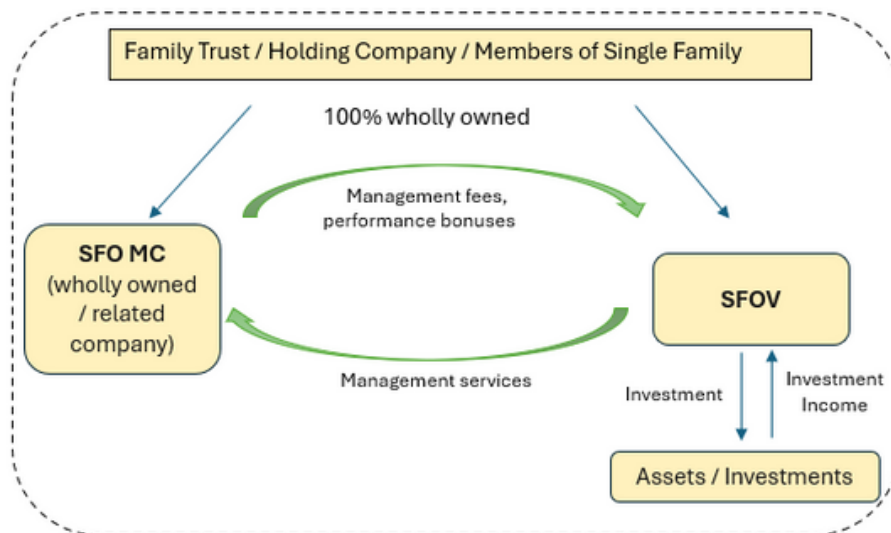 Family Trust / Holding Company / Members of Single Family
100% wholly owned
Management fees,
performance bonuses
SFO MC
(wholly owned
/ related
company)
SFOV
Management services
Investment
Investment
Income
Assets / Investments